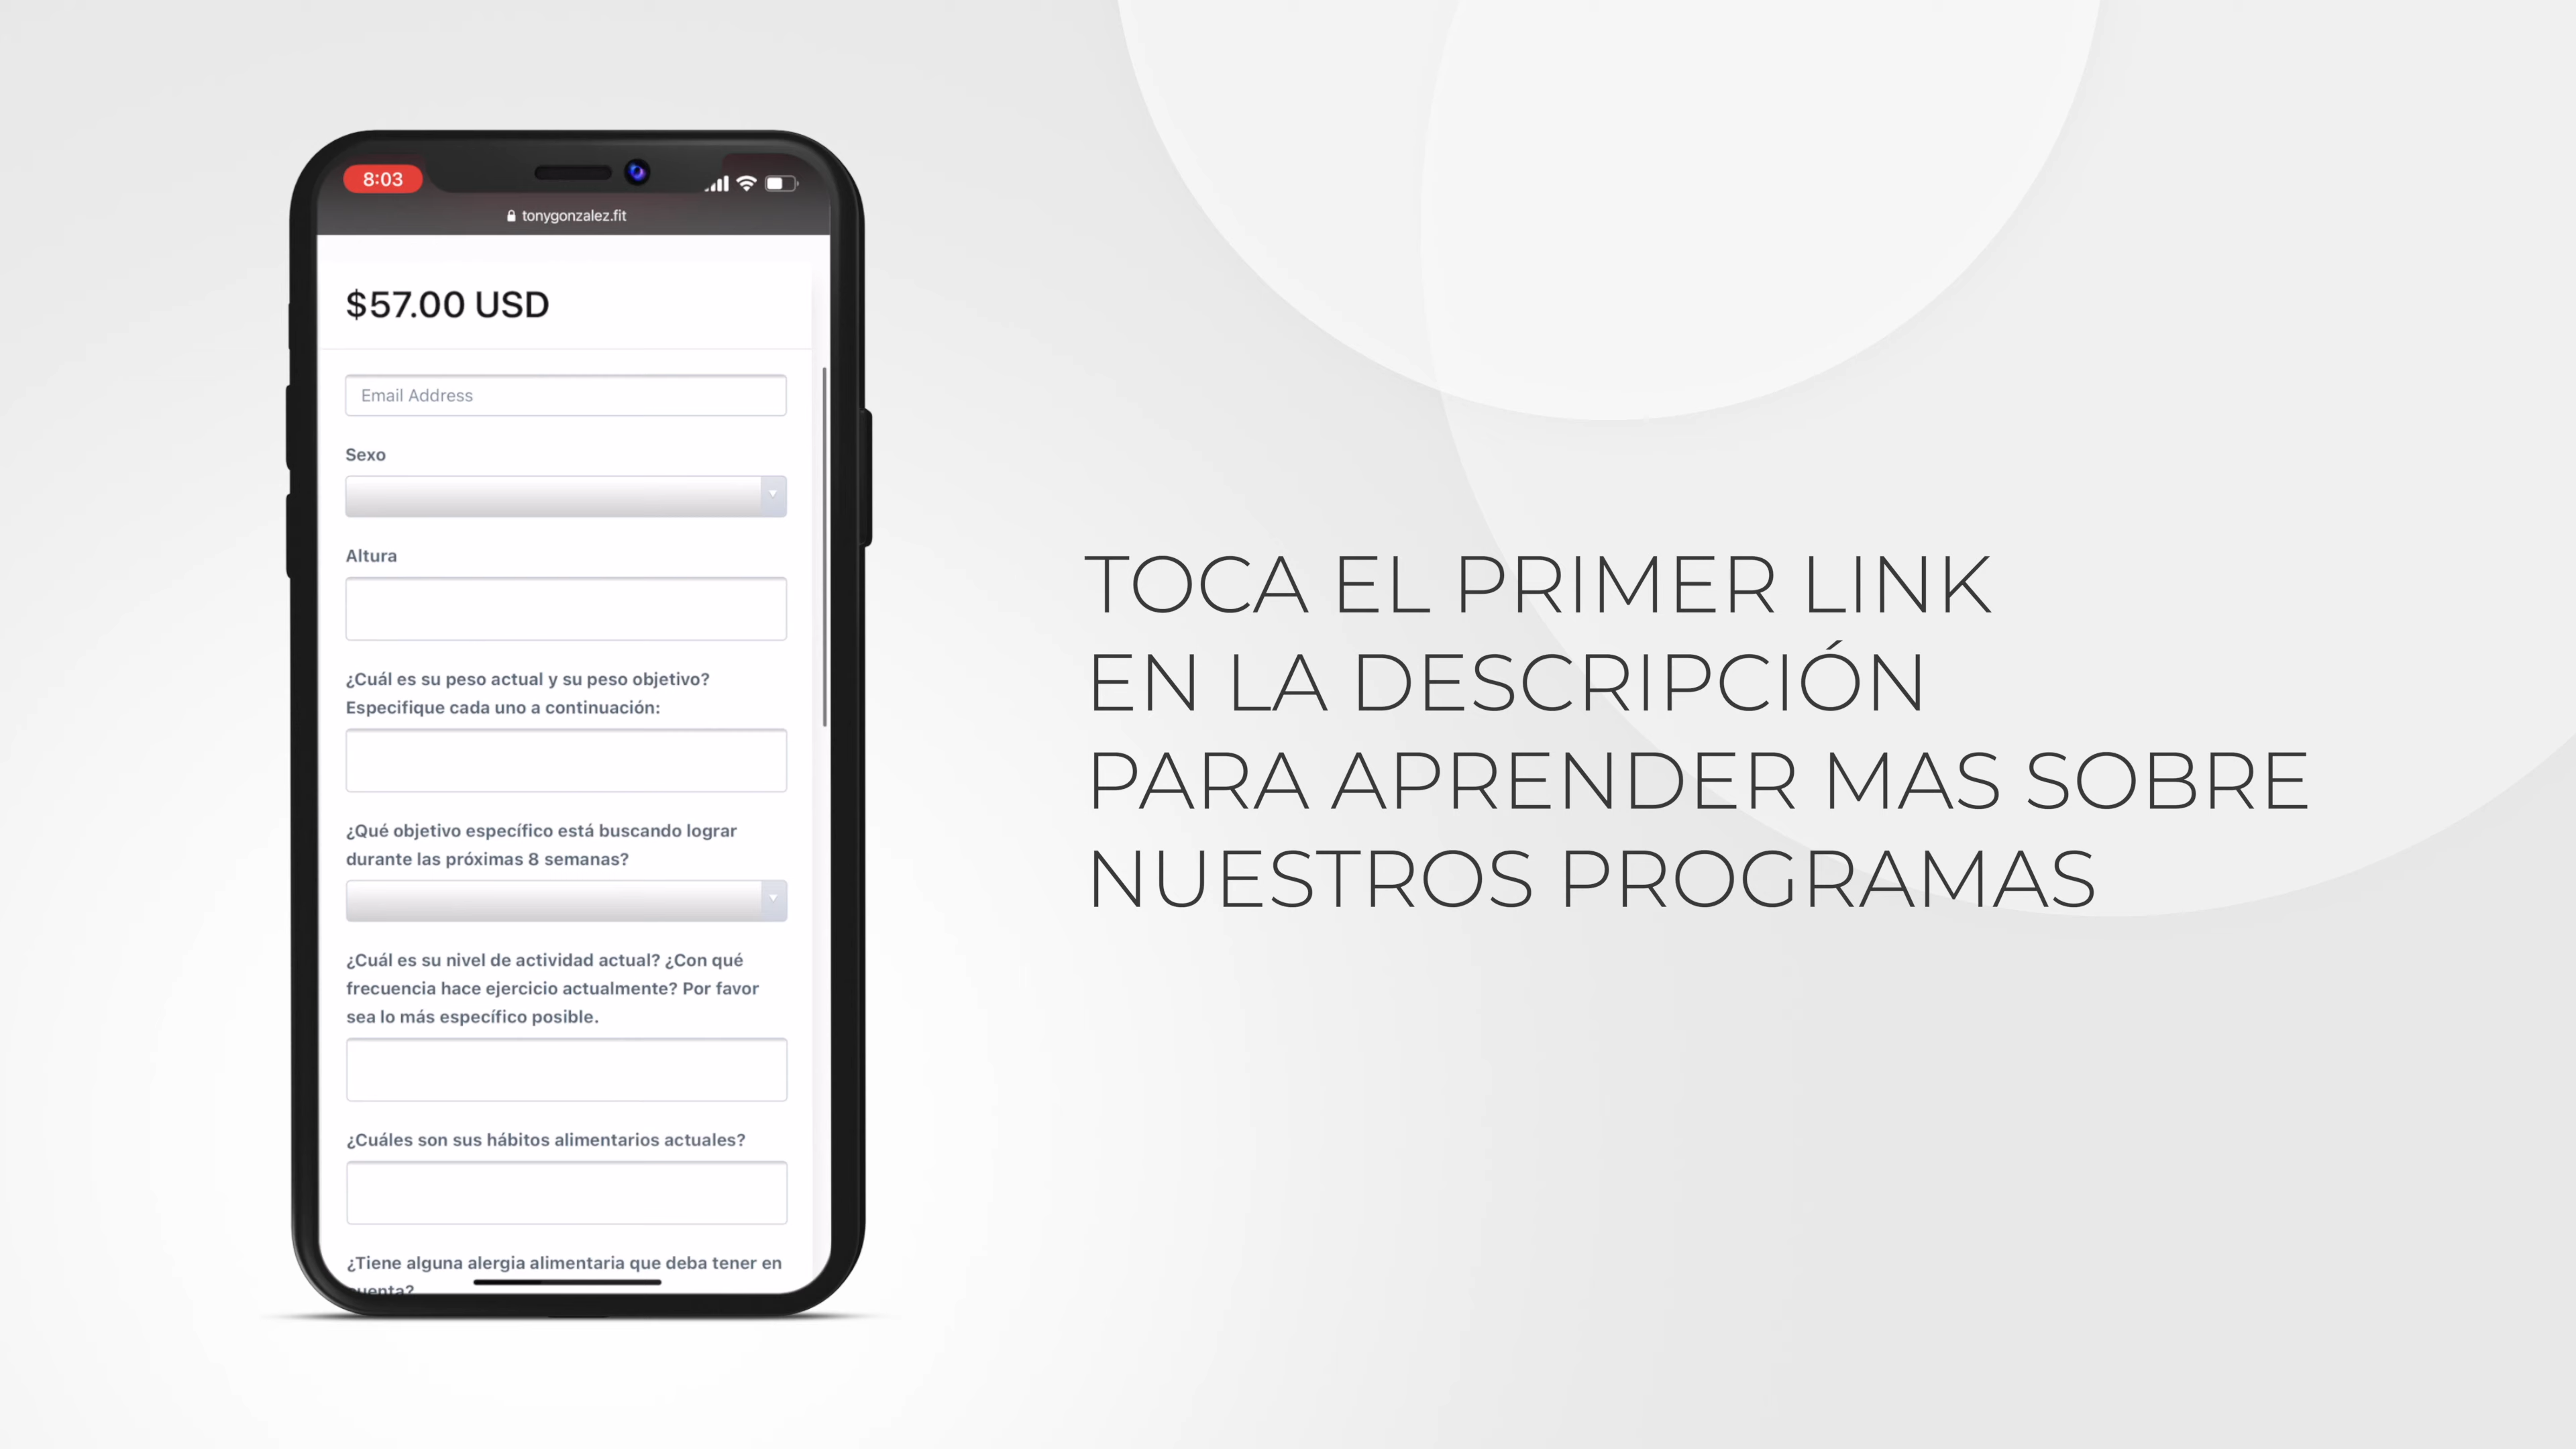 8:03
tonygonzalez.fit
$57.00 USD
Email Address
Sexo
Altura
¿Cuál es su peso actual y su peso objetivo?
Especifique cada uno a continuación:
¿Qué objetivo específico está buscando lograr
durante las próximas 8 semanas?
¿Cuál es su nivel de actividad actual? ¿Con qué
frecuencia hace ejercicio actualmente? Por favor
sea lo más específico posible.
¿Cuáles son sus hábitos alimentarios actuales?
¿Tiene alguna alergia alimentaria que deba tener en
cuenta?
TOCA EL PRIMER LINK
EN LA DESCRIPCIÓN
PARA APRENDER MAS SOBRE
NUESTROS PROGRAMAS